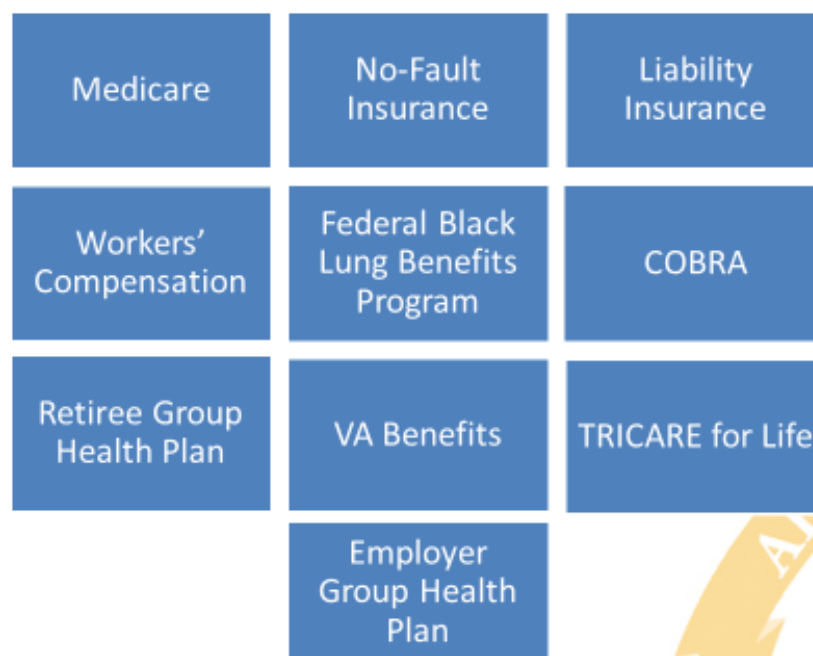 Medicare
No-Fault
Insurance
Liability
Insurance
Workers’
Compensation
Federal Black
Lung Benefits
Program
COBRA
Retiree Group
Health Plan
VA Benefits
TRICARE for Life
Employer
Group Health
Plan